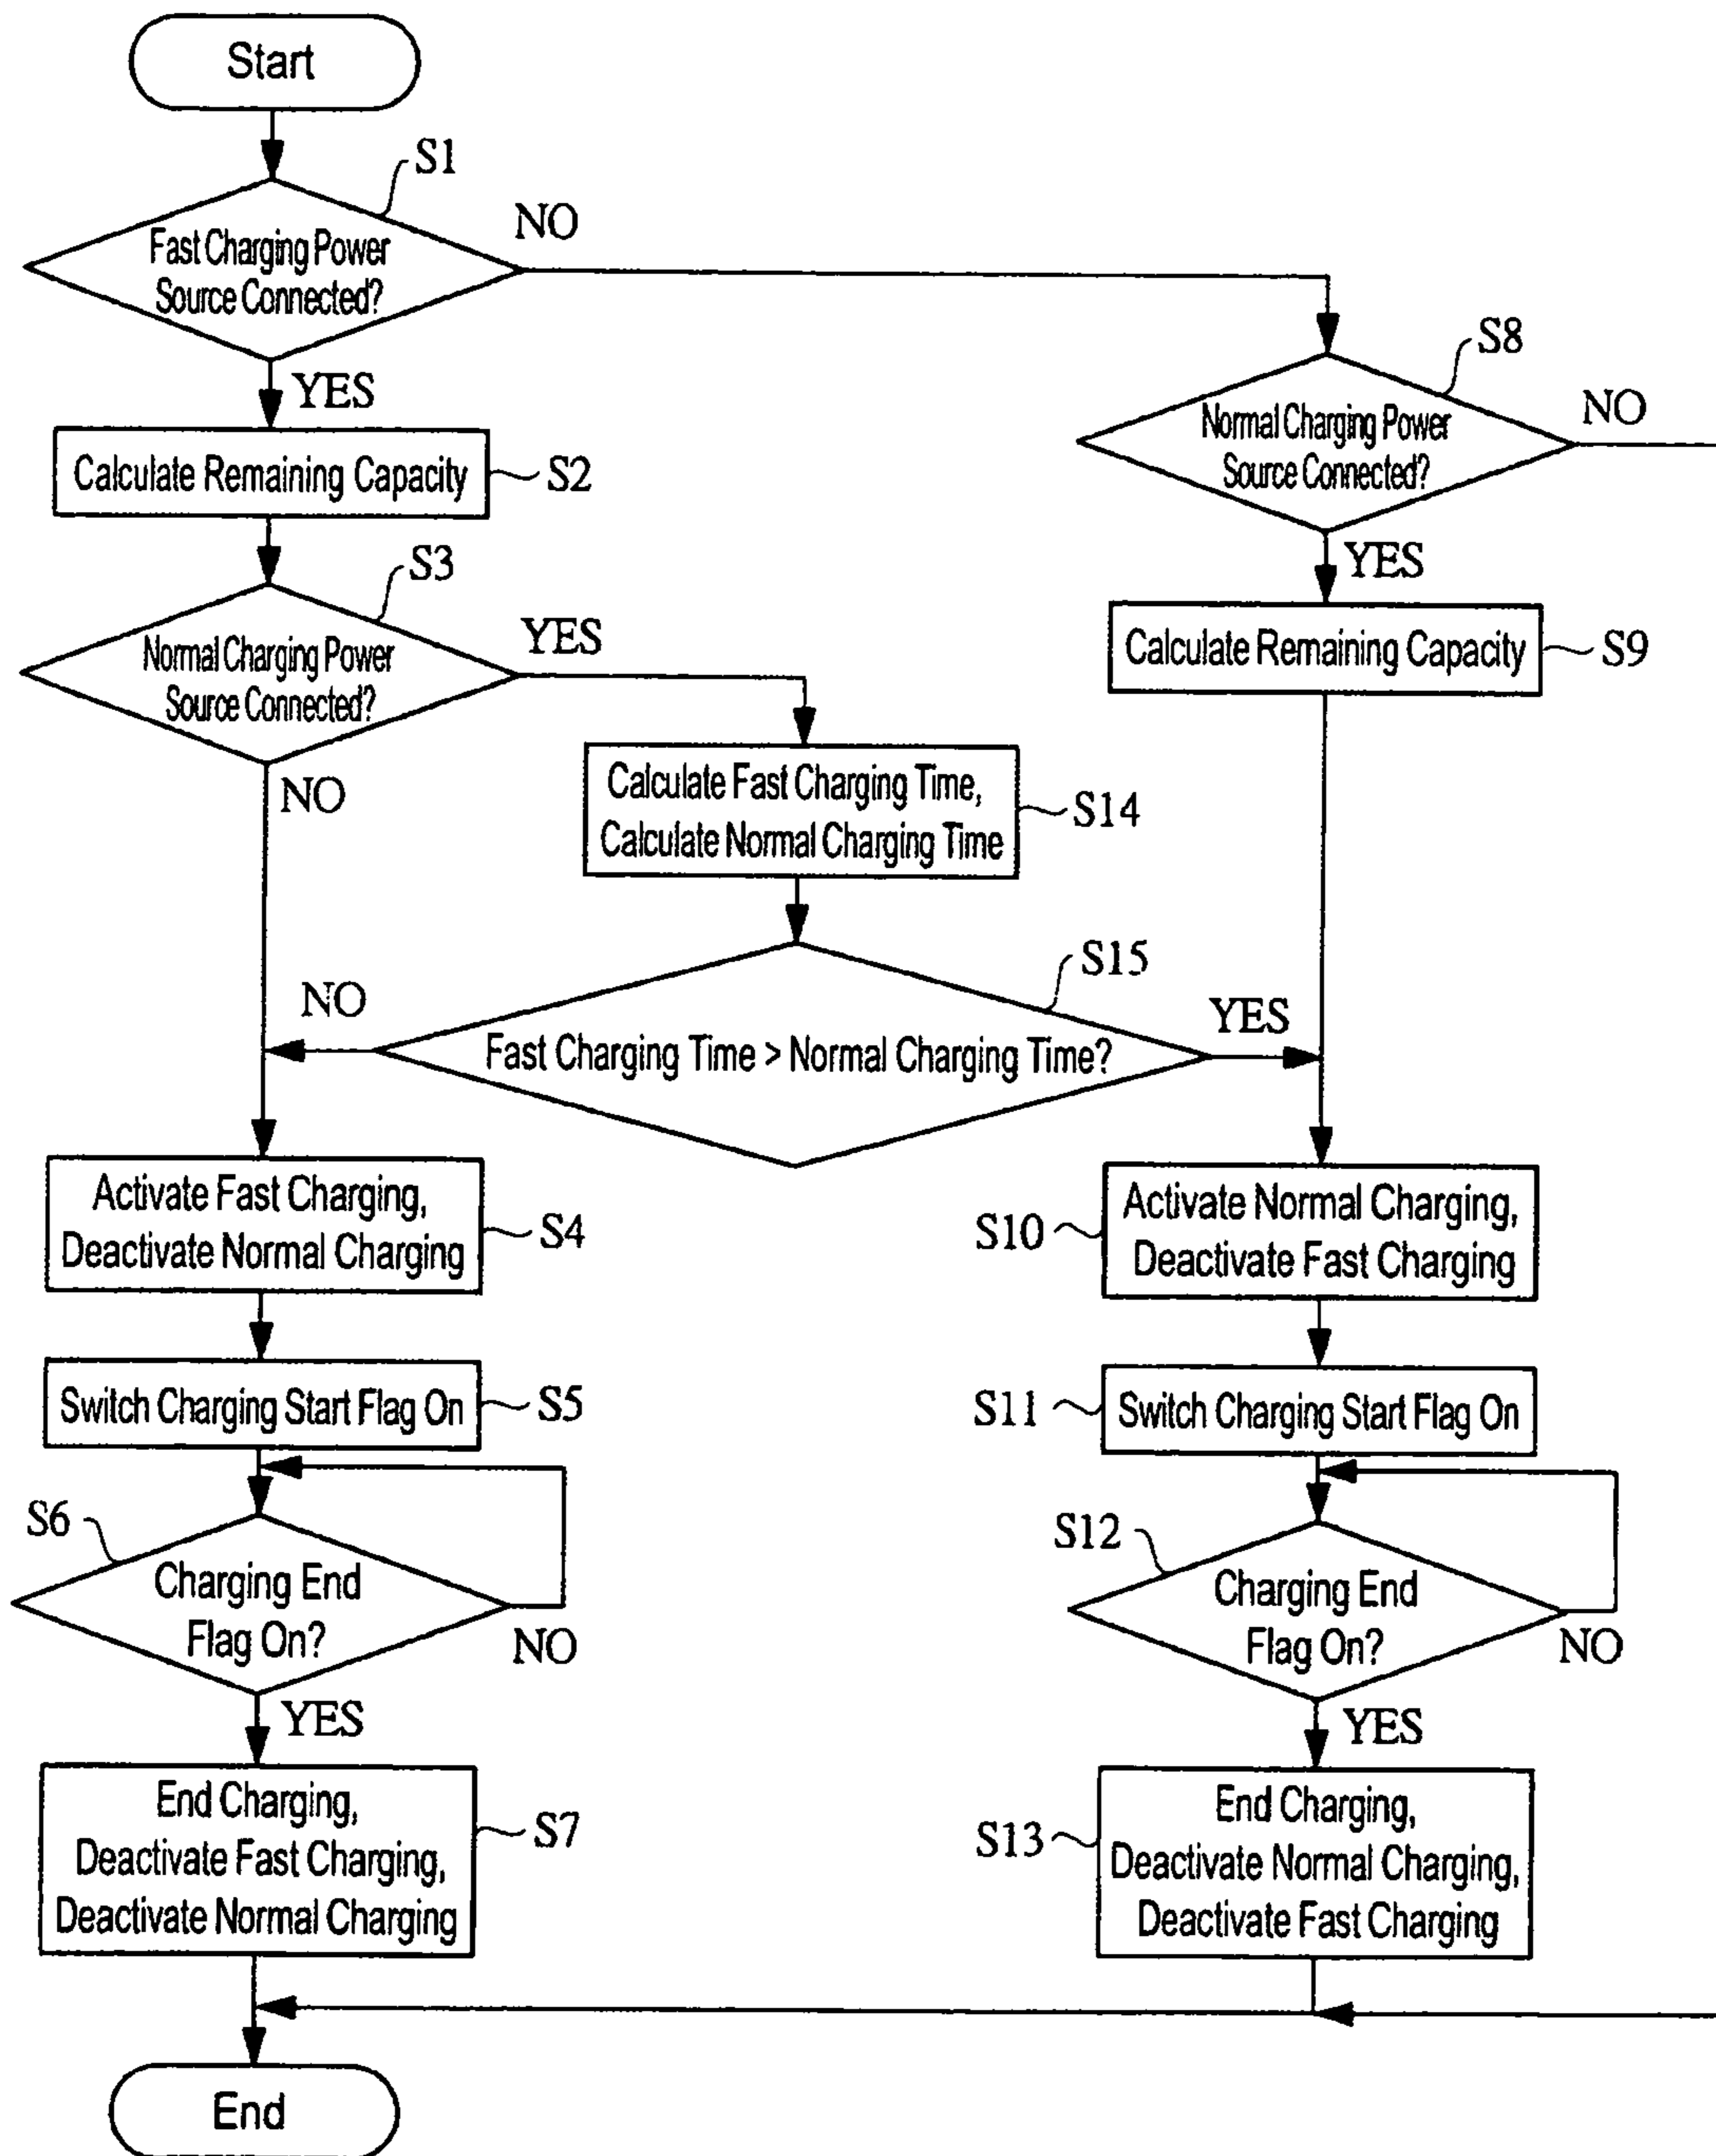 Start
S1
NO
Fast Charging Power
Source Connected?
YES
S8
NO
Normal Charging Power
Source Connected?
YES
Calculate Remaining Capacity
S2
S3
YES
Normal Charging Power
Source Connected?
NO
Calculate Remaining Capacity
S9
Calculate Fast Charging Time,
Calculate Normal Charging Time
S14
S15
NO
YES
Fast Charging Time > Normal Charging Time?
Activate Fast Charging,
Deactivate Normal Charging
S4
S10
Activate Normal Charging,
Deactivate Fast Charging
Switch Charging Start Flag On
S5
S11
Switch Charging Start Flag On
S6
Charging End
Flag On?
NO
YES
S12
Charging End
Flag On?
NO
YES
End Charging,
Deactivate Fast Charging,
Deactivate Normal Charging
S7
S13
End Charging,
Deactivate Normal Charging,
Deactivate Fast Charging
End